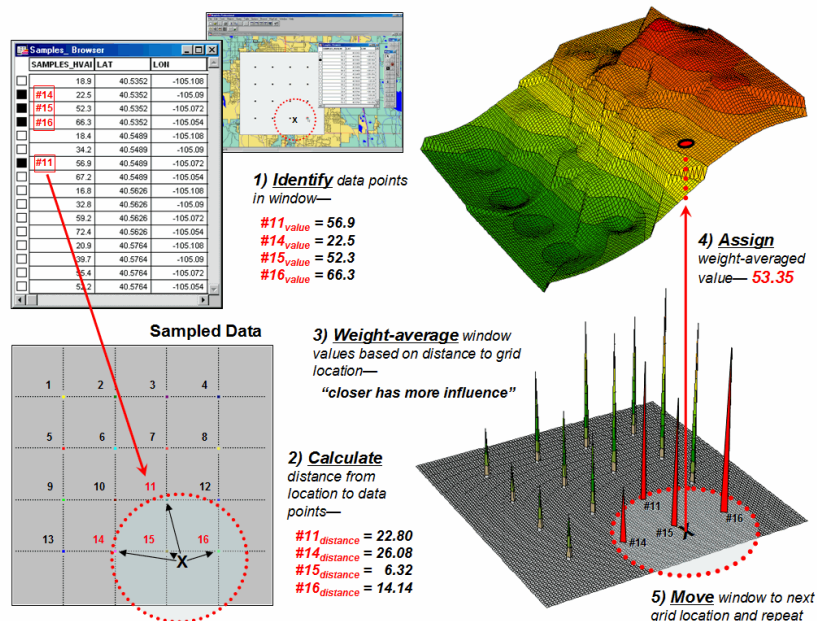 Samples_ Browser
SAMPLES_HVAI LAT LON
18.9 40.5352 -105.108
#14 22.5 40.5352 -105.09
#15 52.3 40.5352 -105.072
#16 66.3 40.5352 -105.054
18.4 40.5489 -105.108
34.2 40.5489 -105.09
#11 56.9 40.5489 -105.072
67.2 40.5489 -105.054
16.8 40.5626 -105.108
32.8 40.5626 -105.09
59.2 40.5626 -105.072
72.4 40.5626 -105.054
20.9 40.5764 -105.108
39.7 40.5764 -105.09
40.5764 -105.072
40.5764 -105.054
X
1) Identify data points
in window—
#11value = 56.9
#14value = 22.5
#15value = 52.3
#16value = 66.3
4) Assign
weight-averaged
value— 53.35
Sampled Data
3) Weight-average window
values based on distance to grid
location—
“closer has more influence”
1 2 3 4
5 6 7 8
9 10 11 12
13 14 15 16
X
2) Calculate
distance from
location to data
points—
#11distance = 22.80
#14distance = 26.08
#15distance = 6.32
#16distance = 14.14
#11
#16
#15 X
#14
5) Move window to next
grid location and repeat